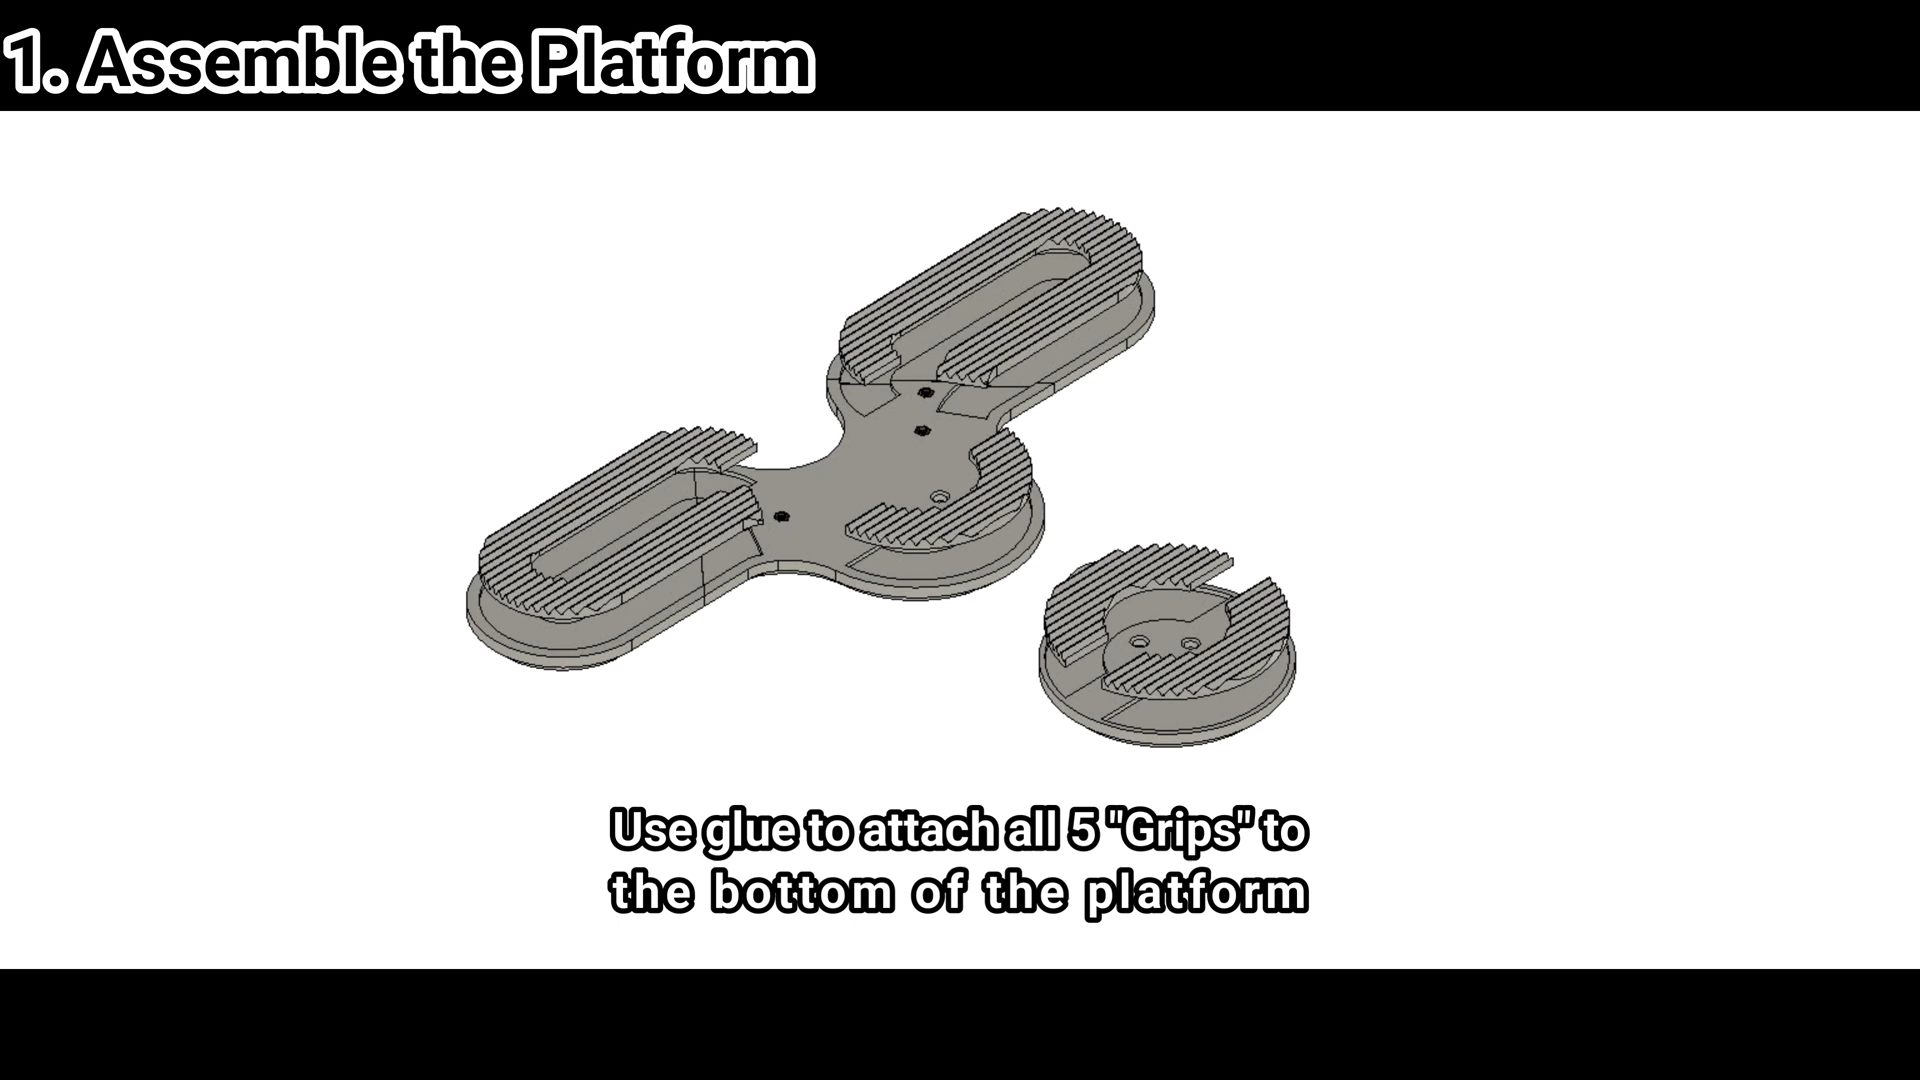 1. Assemble the Platform
Use glue to attach all 5 "Grips" to
the bottom of the platform